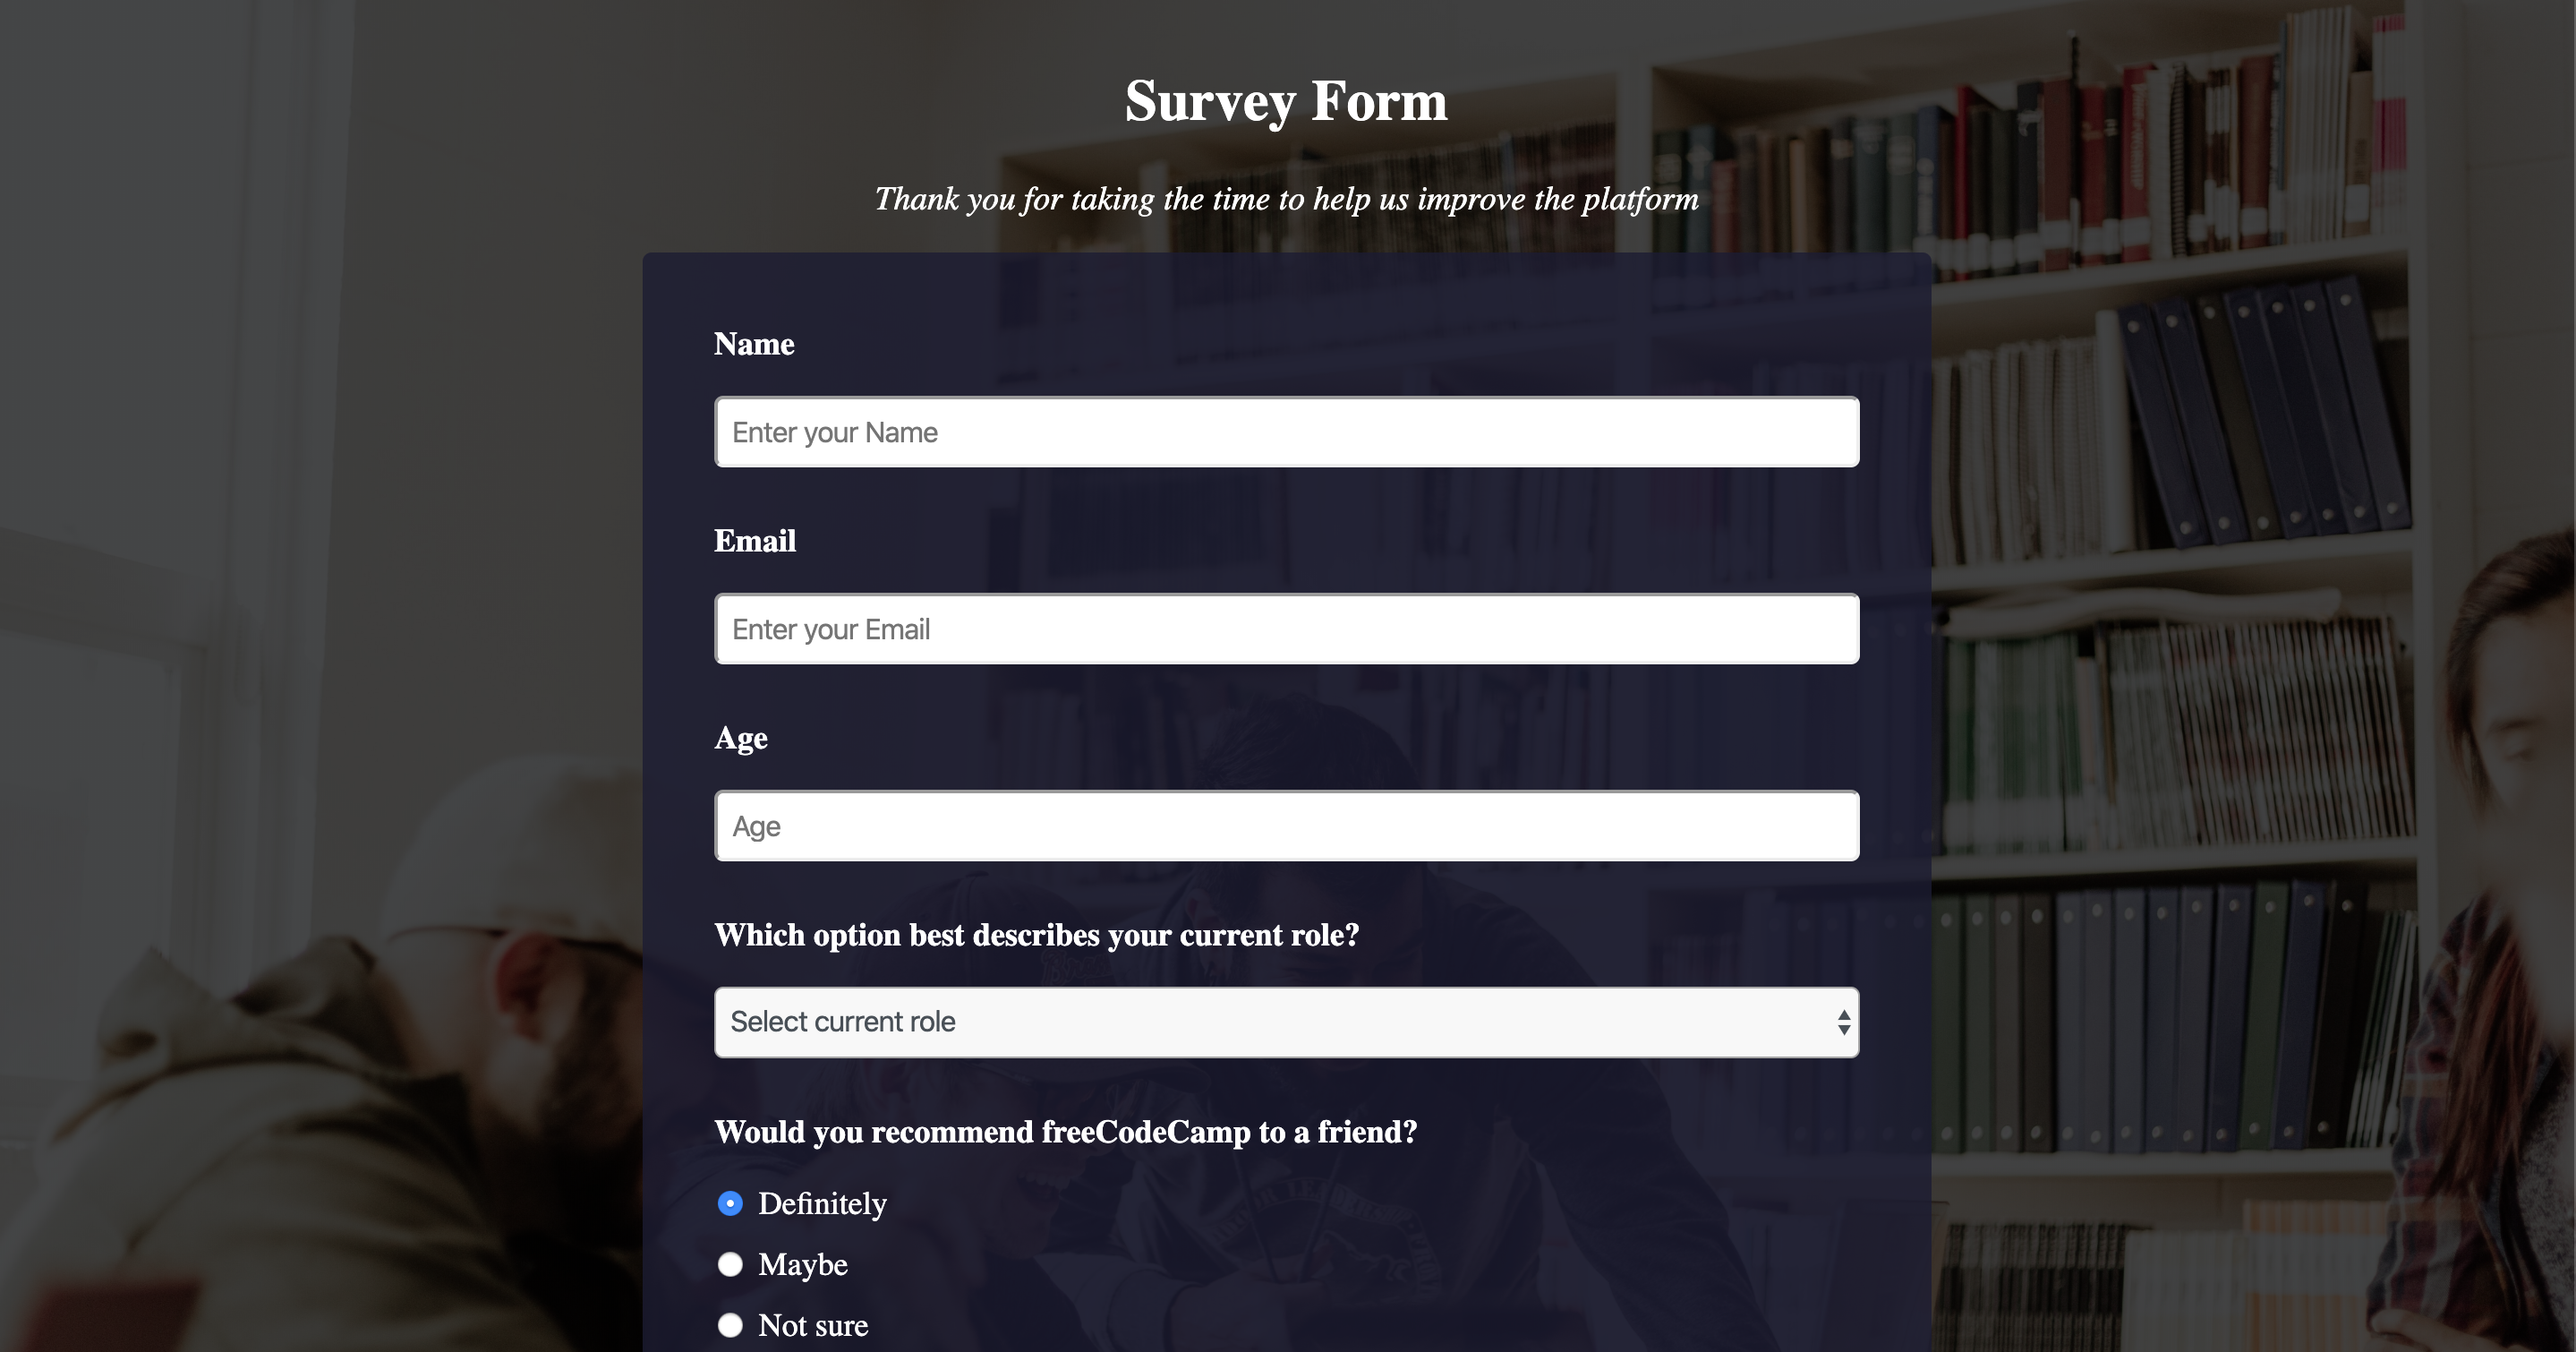 Survey Form
Thank you for taking the time to help us improve the platform
Name
Enter your Name
Email
Enter your Email
Age
Age
Which option best describes your current role?
Select current role
Would you recommend freeCodeCamp to a friend?
Definitely
Maybe
Not sure